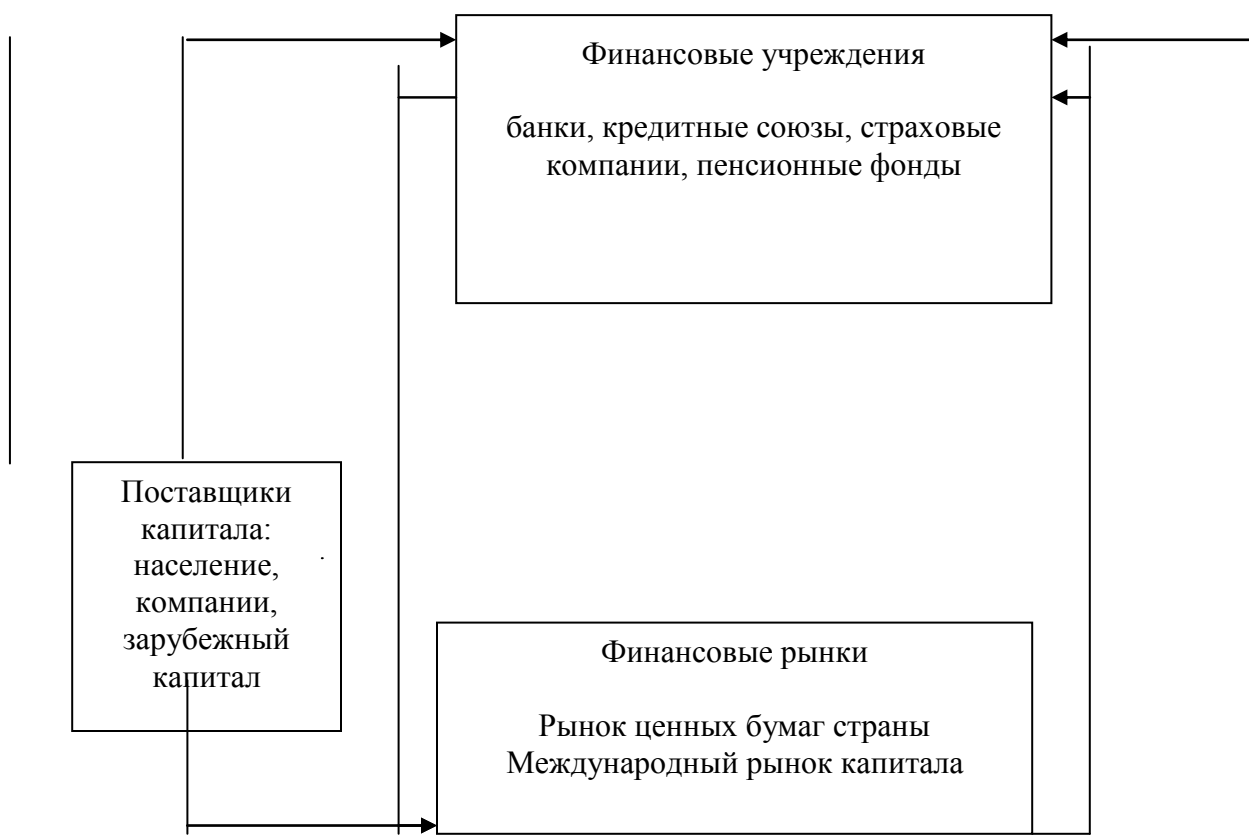 Финансовые учреждения
банки, кредитные союзы, страховые
компании, пенсионные фонды
Поставщики
капитала:
население,
компании,
зарубежный
капитал
Финансовые рынки
Рынок ценных бумаг страны
Международный рынок капитала